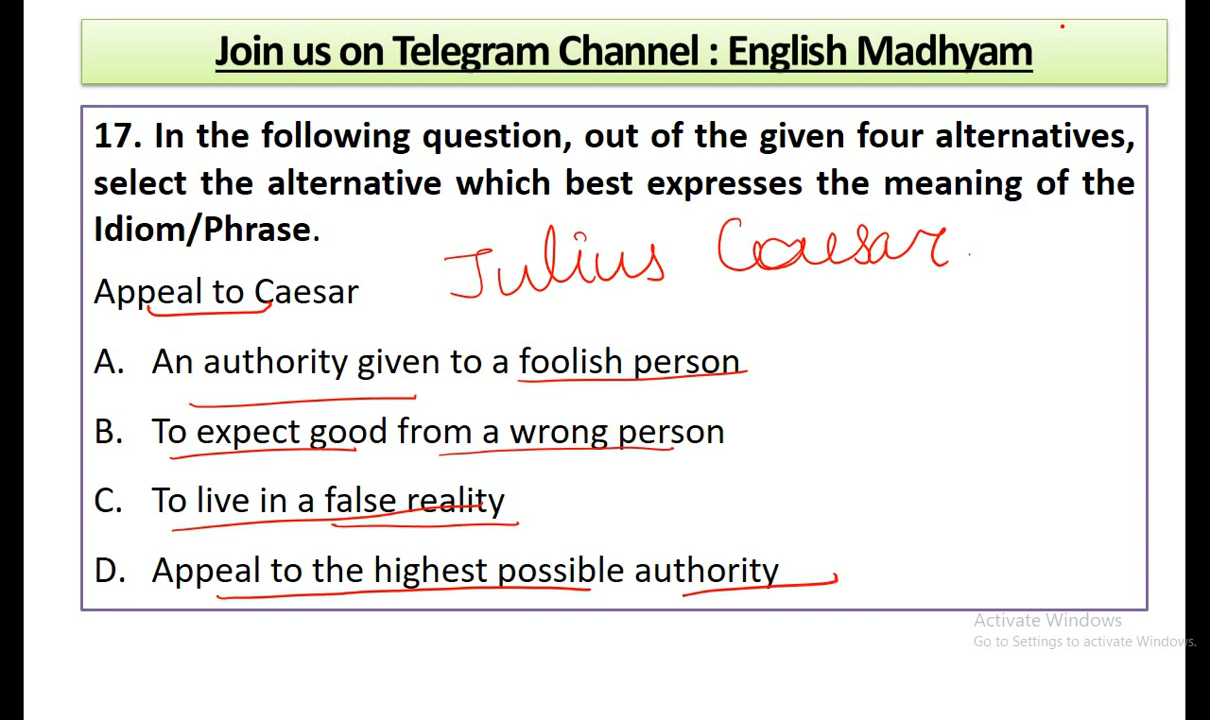 Join us on Telegram Channel : English Madhyam
17. In the following question, out of the given four alternatives,
select the alternative which best expresses the meaning of the
Idiom/Phrase.
Julius Caesar
Appeal to Caesar
A. An authority given to a foolish person
B. To expect good from a wrong person
C. To live in a false reality
D. Appeal to the highest possible authority
Activate Windows
Go to Settings to activate Windows.